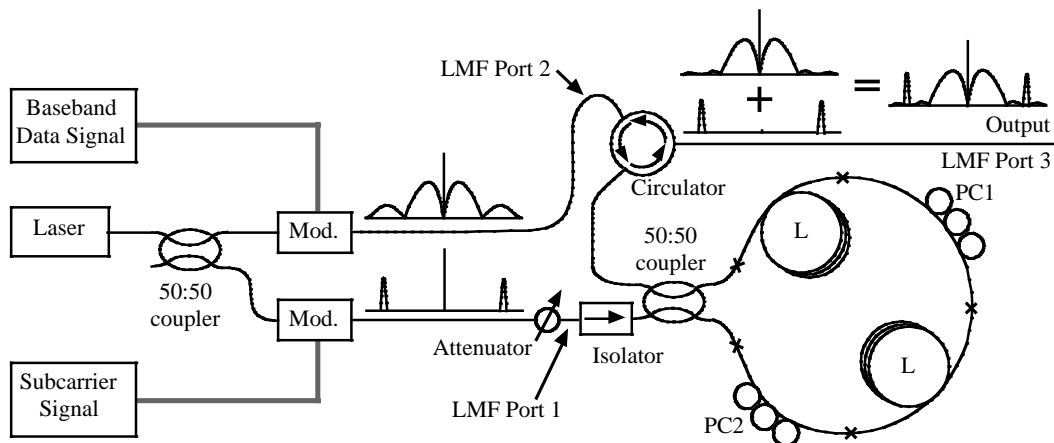 LMF Port 2
Baseband
Data Signal
+
=
Output
LMF Port 3
Circulator
PC1
Laser
Mod.
50:50
coupler
L
50:50
coupler
Mod.
Attenuator
Isolator
L
Subcarrier
Signal
LMF Port 1
PC2